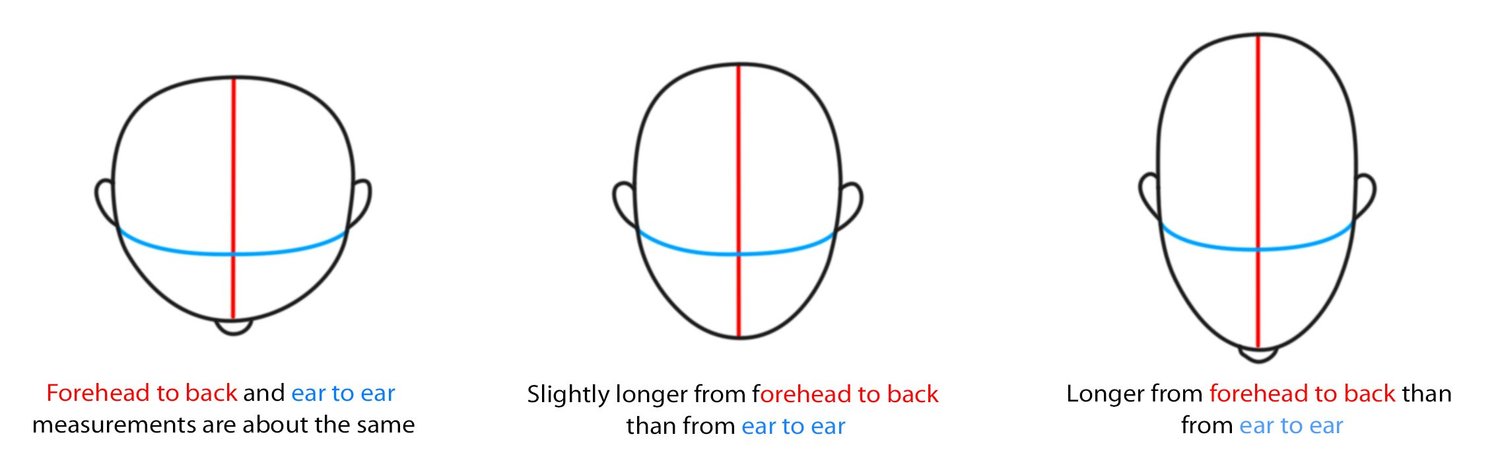 Forehead to back and ear to ear
measurements are about the same
Slightly longer from forehead to back
than from ear to ear
Longer from forehead to back than
from ear to ear